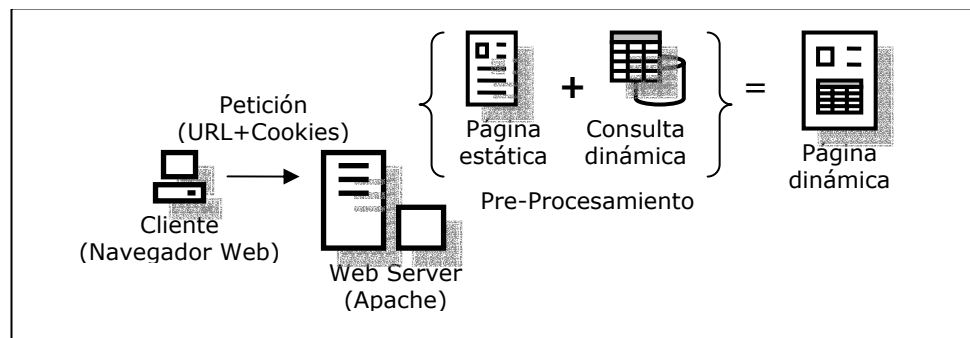 Petición
(URL+Cookies)
Cliente
(Navegador Web)
Web Server
(Apache)
Página
estática
+
Consulta
dinámica
Pre-Procesamiento
=
Página
dinámica